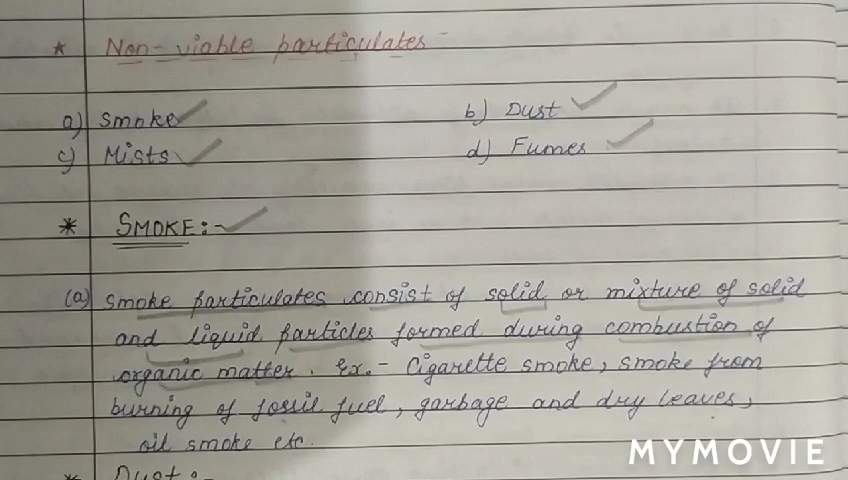 * Non-viable particulates -
a) Smoke b) Dust
c) Mists d) Fumes
* SMOKE:-
(a) Smoke particulates consist of solid or mixture of solid
and liquid particles formed during combustion of
organic matter. Ex.- Cigarette smoke, smoke from
burning of fossil fuel, garbage and dry leaves,
oil smoke etc.
* Dust:-
MYMOVIE